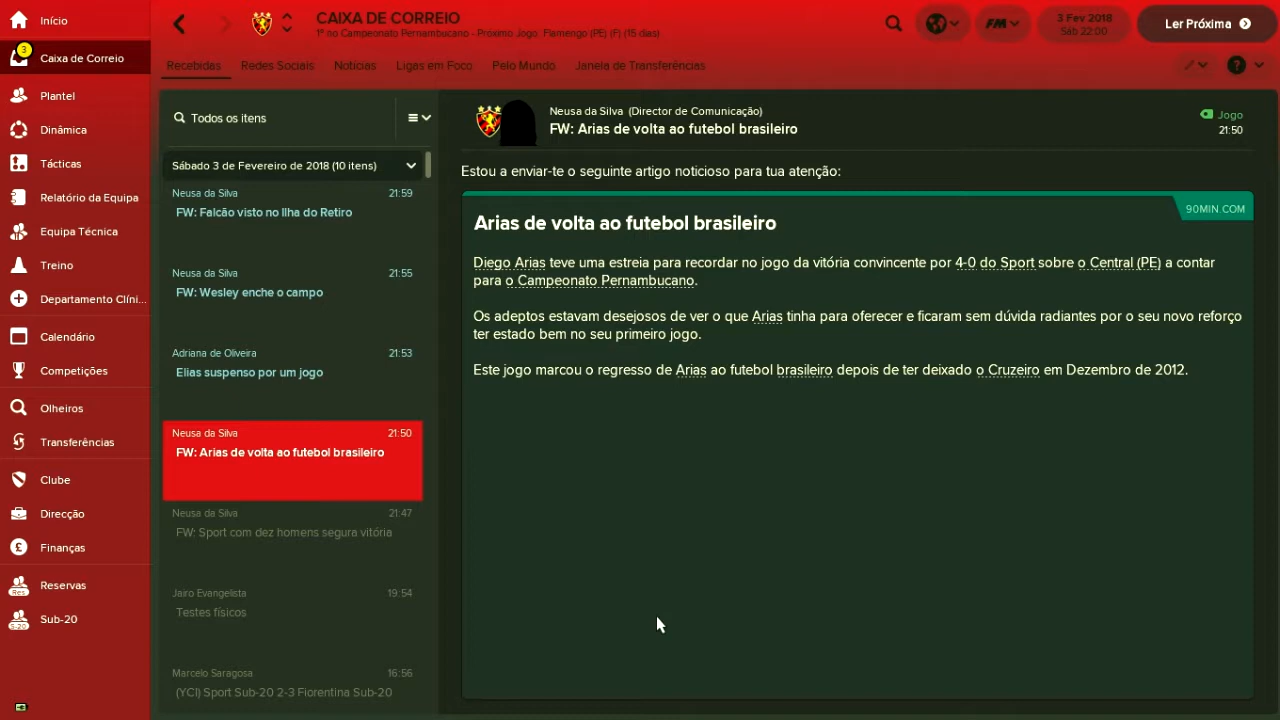 Início
3
Caixa de Correio
Plantel
Dinâmica
Tácticas
Relatório da Equipa
Equipa Técnica
Treino
Departamento Clíni...
Calendário
Competições
Olheiros
Transferências
Clube
Direcção
Finanças
Res
Reservas
S-20
Sub-20
CAIXA DE CORREIO
1º no Campeonato Pernambucano - Próximo Jogo: Flamengo (PE) (F) (15 dias)
FM
3 Fev 2018
Sáb 22:00
Ler Próxima
Recebidas Redes Sociais Notícias Ligas em Foco Pelo Mundo Janela de Transferências
?
Todos os itens
Sábado 3 de Fevereiro de 2018 (10 itens)
Neusa da Silva 21:59
FW: Falcão visto no Ilha do Retiro
Neusa da Silva 21:55
FW: Wesley enche o campo
Adriana de Oliveira 21:53
Elias suspenso por um jogo
Neusa da Silva 21:50
FW: Arias de volta ao futebol brasileiro
Neusa da Silva 21:47
FW: Sport com dez homens segura vitória
Jairo Evangelista 19:54
Testes físicos
Marcelo Saragosa 16:56
(YCI) Sport Sub-20 2-3 Fiorentina Sub-20
Neusa da Silva (Director de Comunicação)
FW: Arias de volta ao futebol brasileiro
Jogo
21:50
Estou a enviar-te o seguinte artigo noticioso para tua atenção:
90MIN.COM
Arias de volta ao futebol brasileiro
Diego Arias teve uma estreia para recordar no jogo da vitória convincente por 4-0 do Sport sobre o Central (PE) a contar
para o Campeonato Pernambucano.
Os adeptos estavam desejosos de ver o que Arias tinha para oferecer e ficaram sem dúvida radiantes por o seu novo reforço
ter estado bem no seu primeiro jogo.
Este jogo marcou o regresso de Arias ao futebol brasileiro depois de ter deixado o Cruzeiro em Dezembro de 2012.